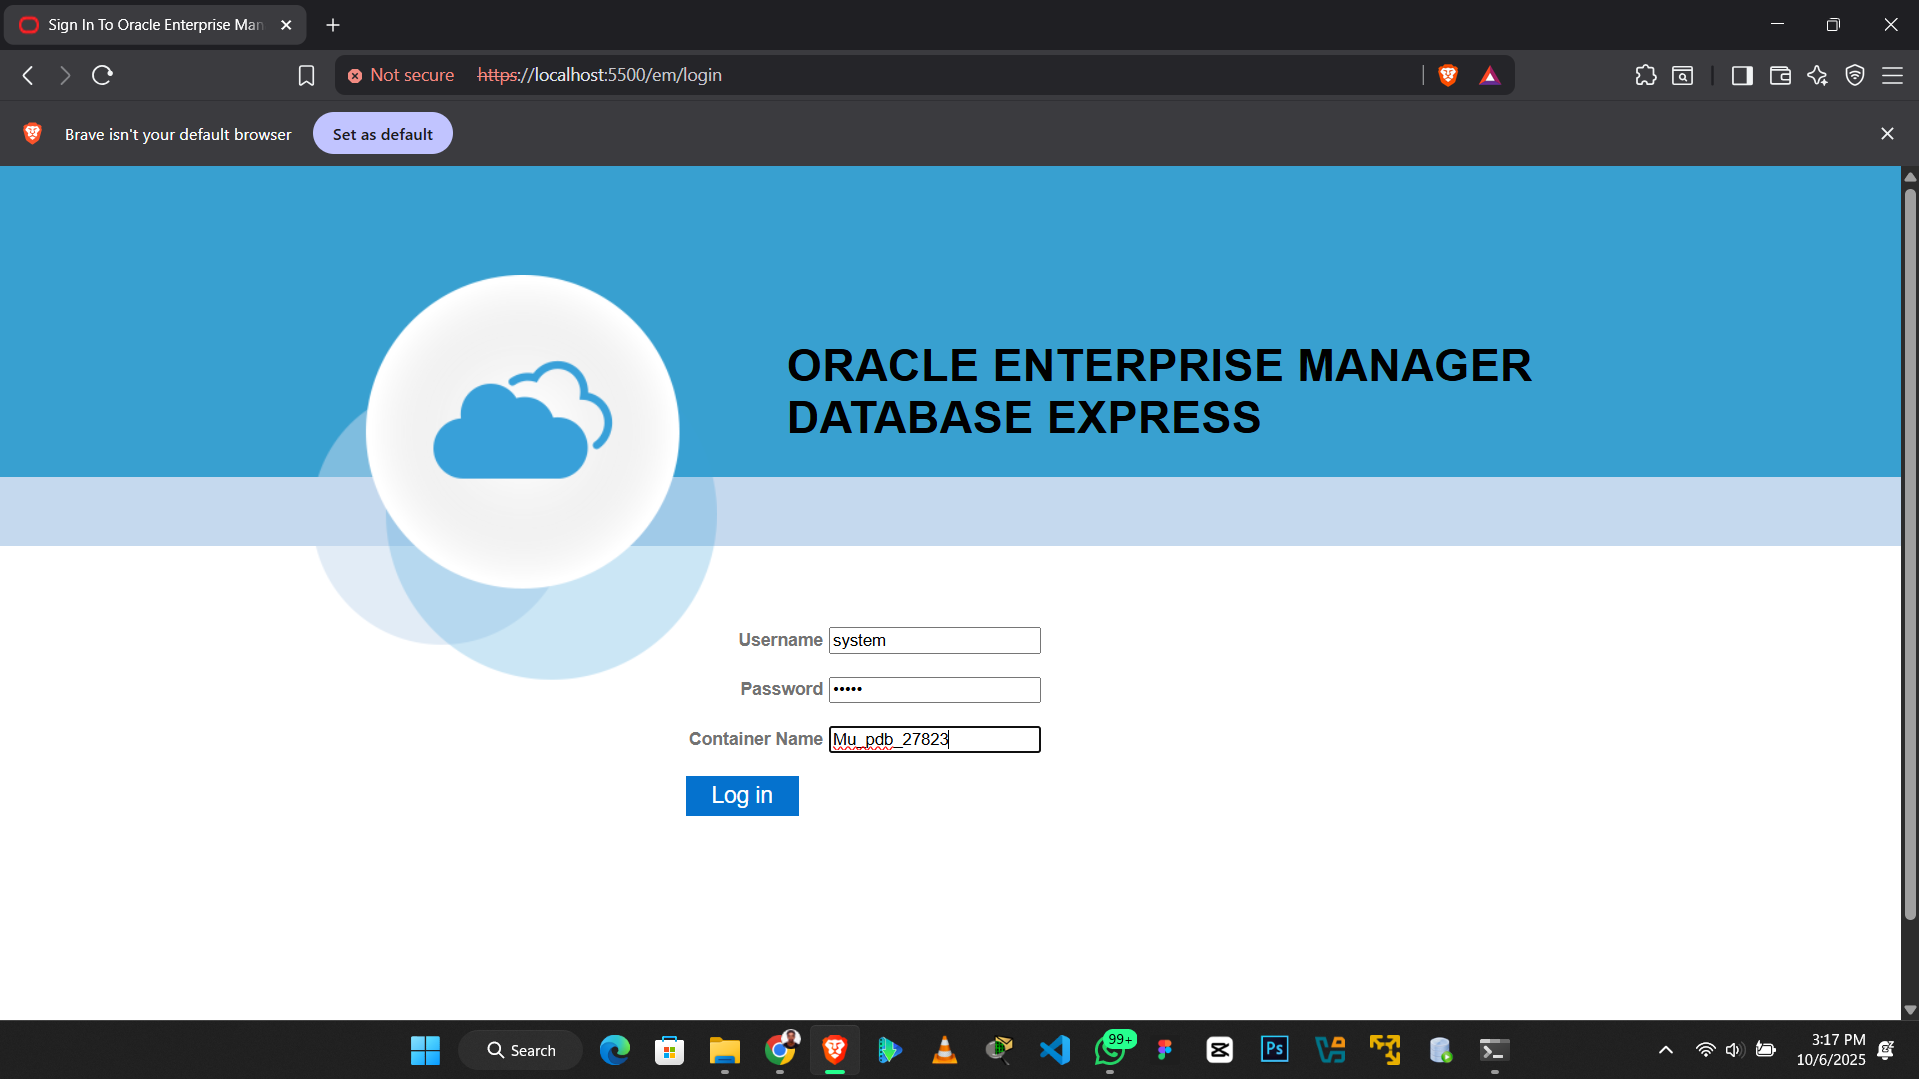 Sign In To Oracle Enterprise Man
Not secure https://localhost:5500/em/login
Brave isn't your default browser Set as default
ORACLE ENTERPRISE MANAGER
DATABASE EXPRESS
Username system
Password •••••
Container Name Mu_pdb_27823
Log in
Search
99+
Ps
3:17 PM
10/6/2025